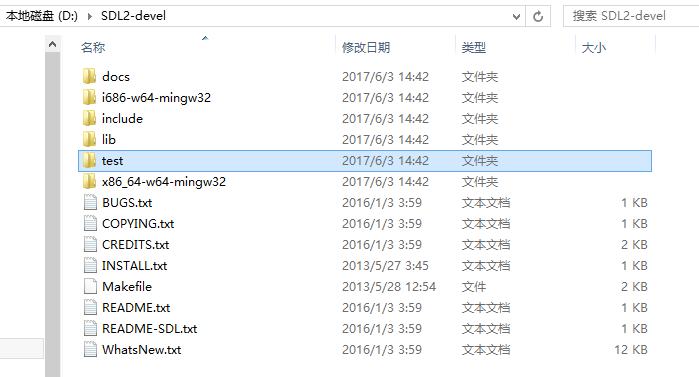 本地磁盘 (D:) SDL2-devel 搜索 SDL2-devel
名称 修改日期 类型 大小
docs 2017/6/3 14:42 文件夹
i686-w64-mingw32 2017/6/3 14:42 文件夹
include 2017/6/3 14:42 文件夹
lib 2017/6/3 14:42 文件夹
test 2017/6/3 14:42 文件夹
x86_64-w64-mingw32 2017/6/3 14:42 文件夹
BUGS.txt 2016/1/3 3:59 文本文档 1 KB
COPYING.txt 2016/1/3 3:59 文本文档 1 KB
CREDITS.txt 2016/1/3 3:59 文本文档 2 KB
INSTALL.txt 2013/5/27 3:45 文本文档 1 KB
Makefile 2013/5/28 12:54 文件 2 KB
README.txt 2016/1/3 3:59 文本文档 1 KB
README-SDL.txt 2016/1/3 3:59 文本文档 1 KB
WhatsNew.txt 2016/1/3 3:59 文本文档 12 KB